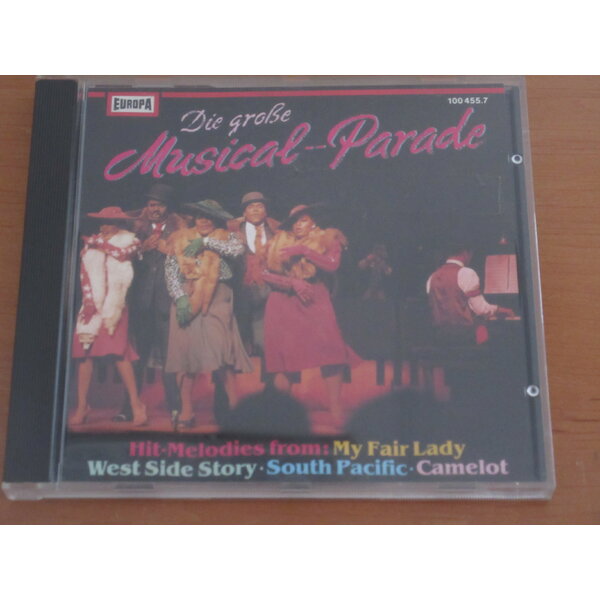 EUROPA
100 455.7
Die große
Musical-Parade
Hit-Melodies from: My Fair Lady
West Side Story · South Pacific · Camelot